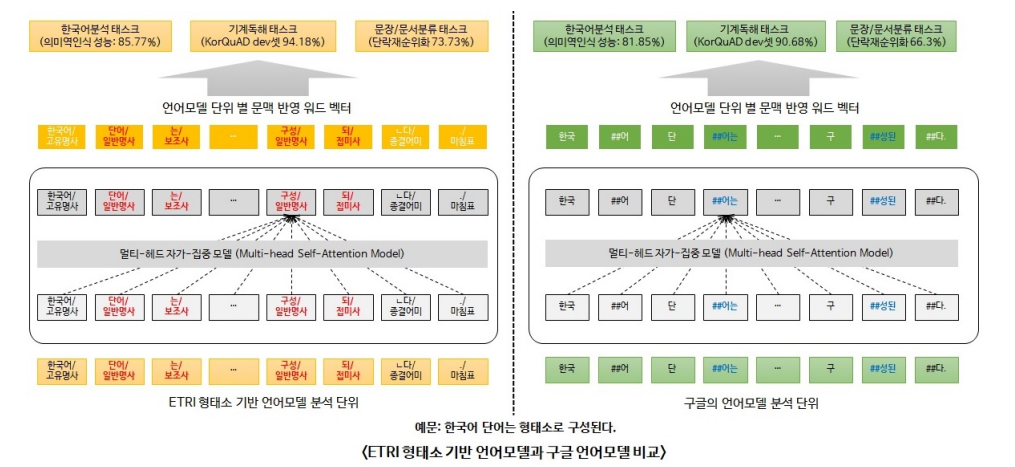 한국어분석 태스크
(의미역인식 성능: 85.77%)
기계독해 태스크
(KorQuAD dev셋 94.18%)
문장/문서분류 태스크
(단락재순위화 73.73%)
언어모델 단위 별 문맥 반영 워드 벡터
한국어/
고유명사
단어/
일반명사
는/
보조사
...
구성/
일반명사
되/
접미사
ㄴ다/
종결어미
./
마침표
한국어/
고유명사
단어/
일반명사
는/
보조사
...
구성/
일반명사
되/
접미사
ㄴ다/
종결어미
./
마침표
멀티-헤드 자가-집중 모델 (Multi-head Self-Attention Model)
한국어/
고유명사
단어/
일반명사
는/
보조사
...
구성/
일반명사
되/
접미사
ㄴ다/
종결어미
./
마침표
한국어/
고유명사
단어/
일반명사
는/
보조사
...
구성/
일반명사
되/
접미사
ㄴ다/
종결어미
./
마침표
ETRI 형태소 기반 언어모델 분석 단위
한국어분석 태스크
(의미역인식 성능: 81.85%)
기계독해 태스크
(KorQuAD dev셋 90.68%)
문장/문서분류 태스크
(단락재순위화 66.3%)
언어모델 단위 별 문맥 반영 워드 벡터
한국 ##어 단 ##어는 ... 구 ##성된 ##다.
한국 ##어 단 ##어는 ... 구 ##성된 ##다.
멀티-헤드 자가-집중 모델 (Multi-head Self-Attention Model)
한국 ##어 단 ##어는 ... 구 ##성된 ##다.
한국 ##어 단 ##어는 ... 구 ##성된 ##다.
구글의 언어모델 분석 단위
예문: 한국어 단어는 형태소로 구성된다.
〈ETRI 형태소 기반 언어모델과 구글 언어모델 비교〉